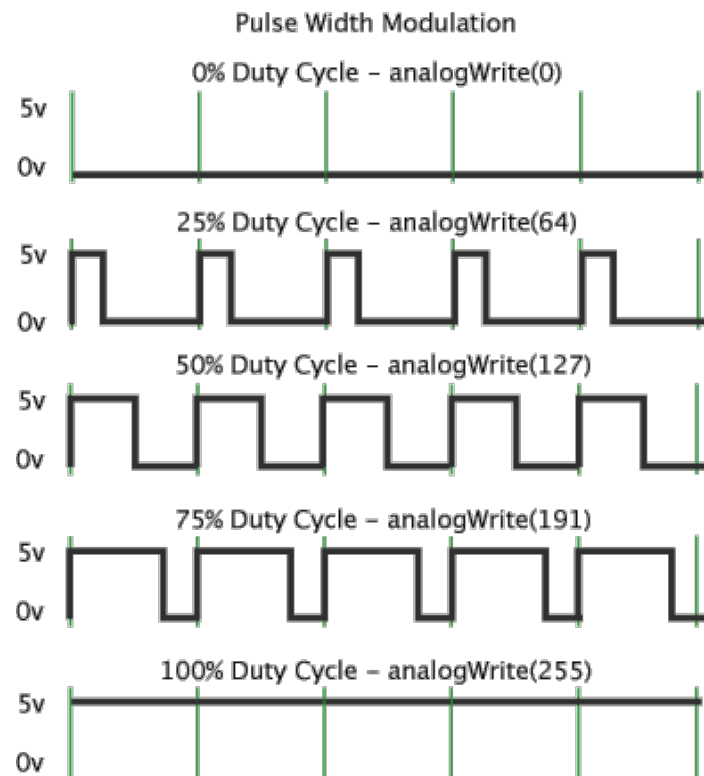 Pulse Width Modulation
0% Duty Cycle – analogWrite(0)
5v
0v
25% Duty Cycle – analogWrite(64)
5v
0v
50% Duty Cycle – analogWrite(127)
5v
0v
75% Duty Cycle – analogWrite(191)
5v
0v
100% Duty Cycle – analogWrite(255)
5v
0v